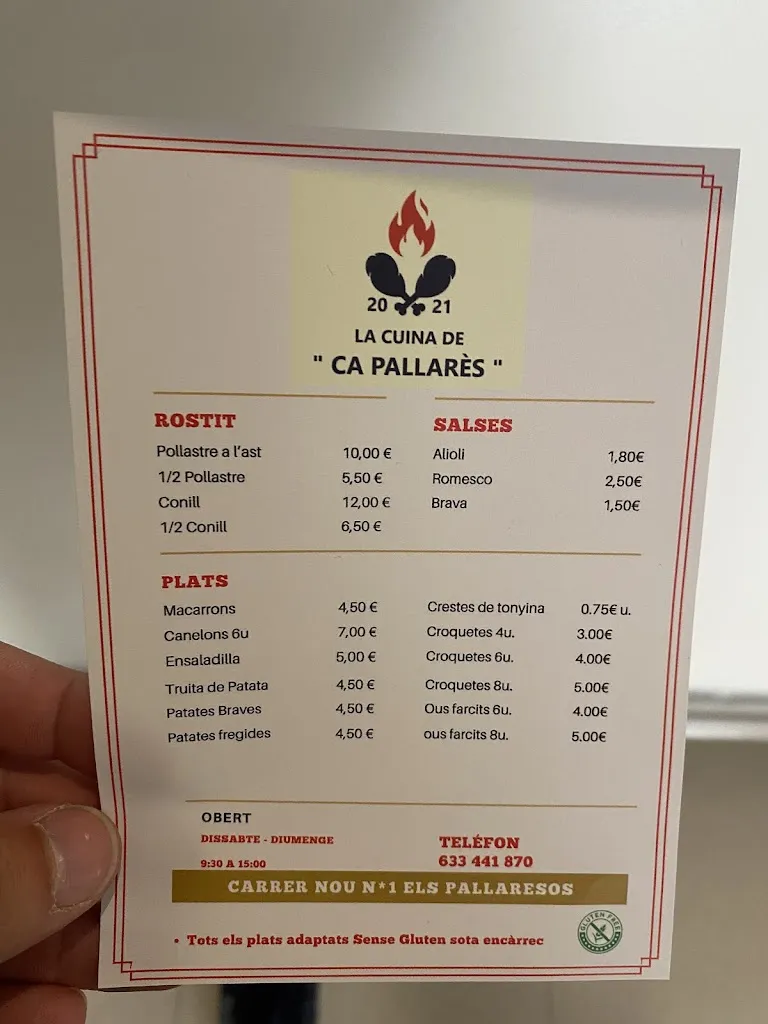 20 21
LA CUINA DE
" CA PALLARÈS "
ROSTIT
Pollastre a l'ast 10,00 €
1/2 Pollastre 5,50 €
Conill 12,00 €
1/2 Conill 6,50 €
SALSES
Alioli 1,80€
Romesco 2,50€
Brava 1,50€
PLATS
Macarrons 4,50 €
Canelons 6u 7,00 €
Ensaladilla 5,00 €
Truita de Patata 4,50 €
Patates Braves 4,50 €
Patates fregides 4,50 €
Crestes de tonyina 0.75€ u.
Croquetes 4u. 3.00€
Croquetes 6u. 4.00€
Croquetes 8u. 5.00€
Ous farcits 6u. 4.00€
ous farcits 8u. 5.00€
OBERT
DISSABTE - DIUMENGE
9:30 A 15:00
TELÉFON
633 441 870
CARRER NOU N*1 ELS PALLARESOS
• Tots els plats adaptats Sense Gluten sota encàrrec
GLUTEN FREE